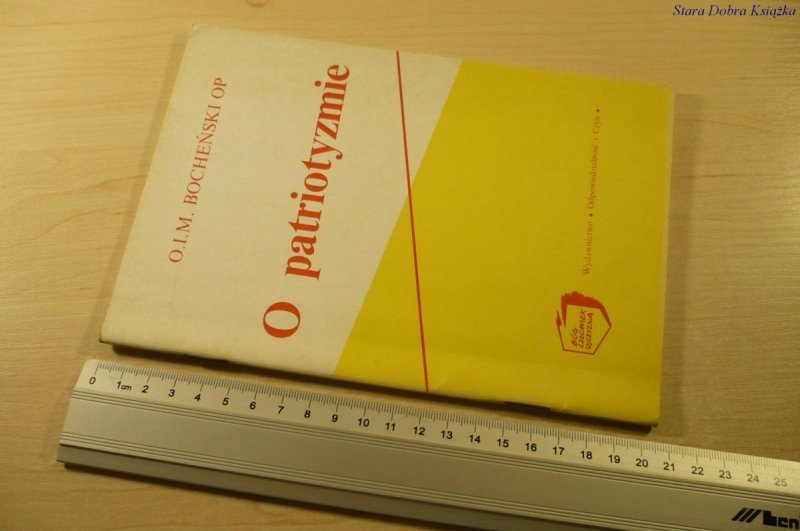 Stara Dobra Książka
O.I.M. BOCHEŃSKI OP
O patriotyzmie
Wydawnictwo • Odpowiedzialność i Czyn •
BÓG
CZŁOWIEK
OJCZYZNA
0 1cm 2 3 4 5 6 7 8 9 10 11 12 13 14 15 16 17 18 19 20 21 22 23 24 25